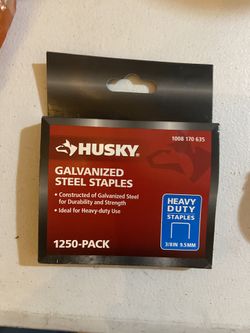 HUSKY®
1008 170 635
GALVANIZED
STEEL STAPLES
• Constructed of Galvanized Steel
for Durability and Strength
• Ideal for Heavy-duty Use
HEAVY
DUTY
STAPLES
3/8IN 9.5MM
1250-PACK